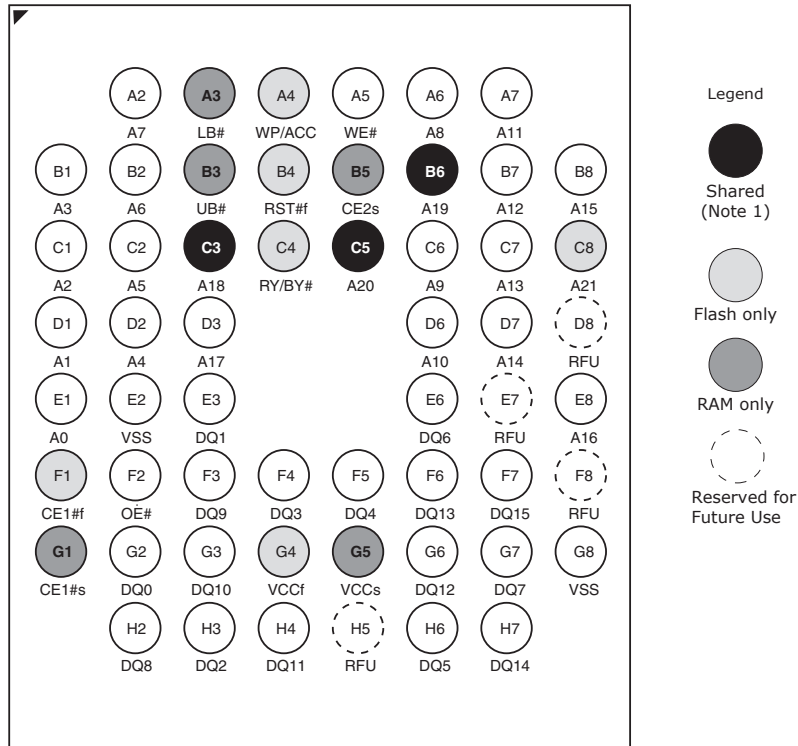 A2 A3 A4 A5 A6 A7
A7 LB# WP/ACC WE# A8 A11
B1 B2 B3 B4 B5 B6 B7 B8
A3 A6 UB# RST#f CE2s A19 A12 A15
C1 C2 C3 C4 C5 C6 C7 C8
A2 A5 A18 RY/BY# A20 A9 A13 A21
D1 D2 D3 D6 D7 D8
A1 A4 A17 A10 A14 RFU
E1 E2 E3 E6 E7 E8
A0 VSS DQ1 DQ6 RFU A16
F1 F2 F3 F4 F5 F6 F7 F8
CE1#f OE# DQ9 DQ3 DQ4 DQ13 DQ15 RFU
G1 G2 G3 G4 G5 G6 G7 G8
CE1#s DQ0 DQ10 VCCf VCCs DQ12 DQ7 VSS
H2 H3 H4 H5 H6 H7
DQ8 DQ2 DQ11 RFU DQ5 DQ14
Legend
Shared
(Note 1)
Flash only
RAM only
Reserved for
Future Use